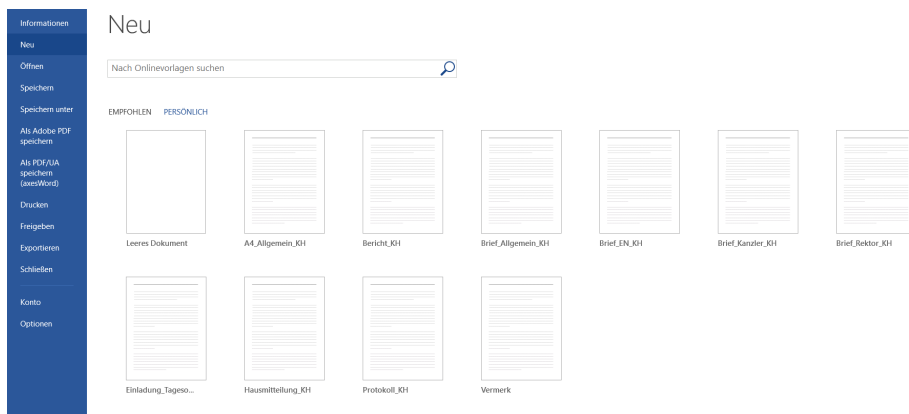 Informationen
Neu
Öffnen
Speichern
Speichern unter
Als Adobe PDF
speichern
Als PDF/UA
speichern
(axesWord)
Drucken
Freigeben
Exportieren
Schließen
Konto
Optionen
Neu
Nach Onlinevorlagen suchen
EMPFOHLEN PERSÖNLICH
Leeres Dokument A4_Allgemein_KH Bericht_KH Brief_Allgemein_KH Brief_EN_KH Brief_Kanzler_KH Brief_Rektor_KH
Einladung_Tageso... Hausmitteilung_KH Protokoll_KH Vermerk